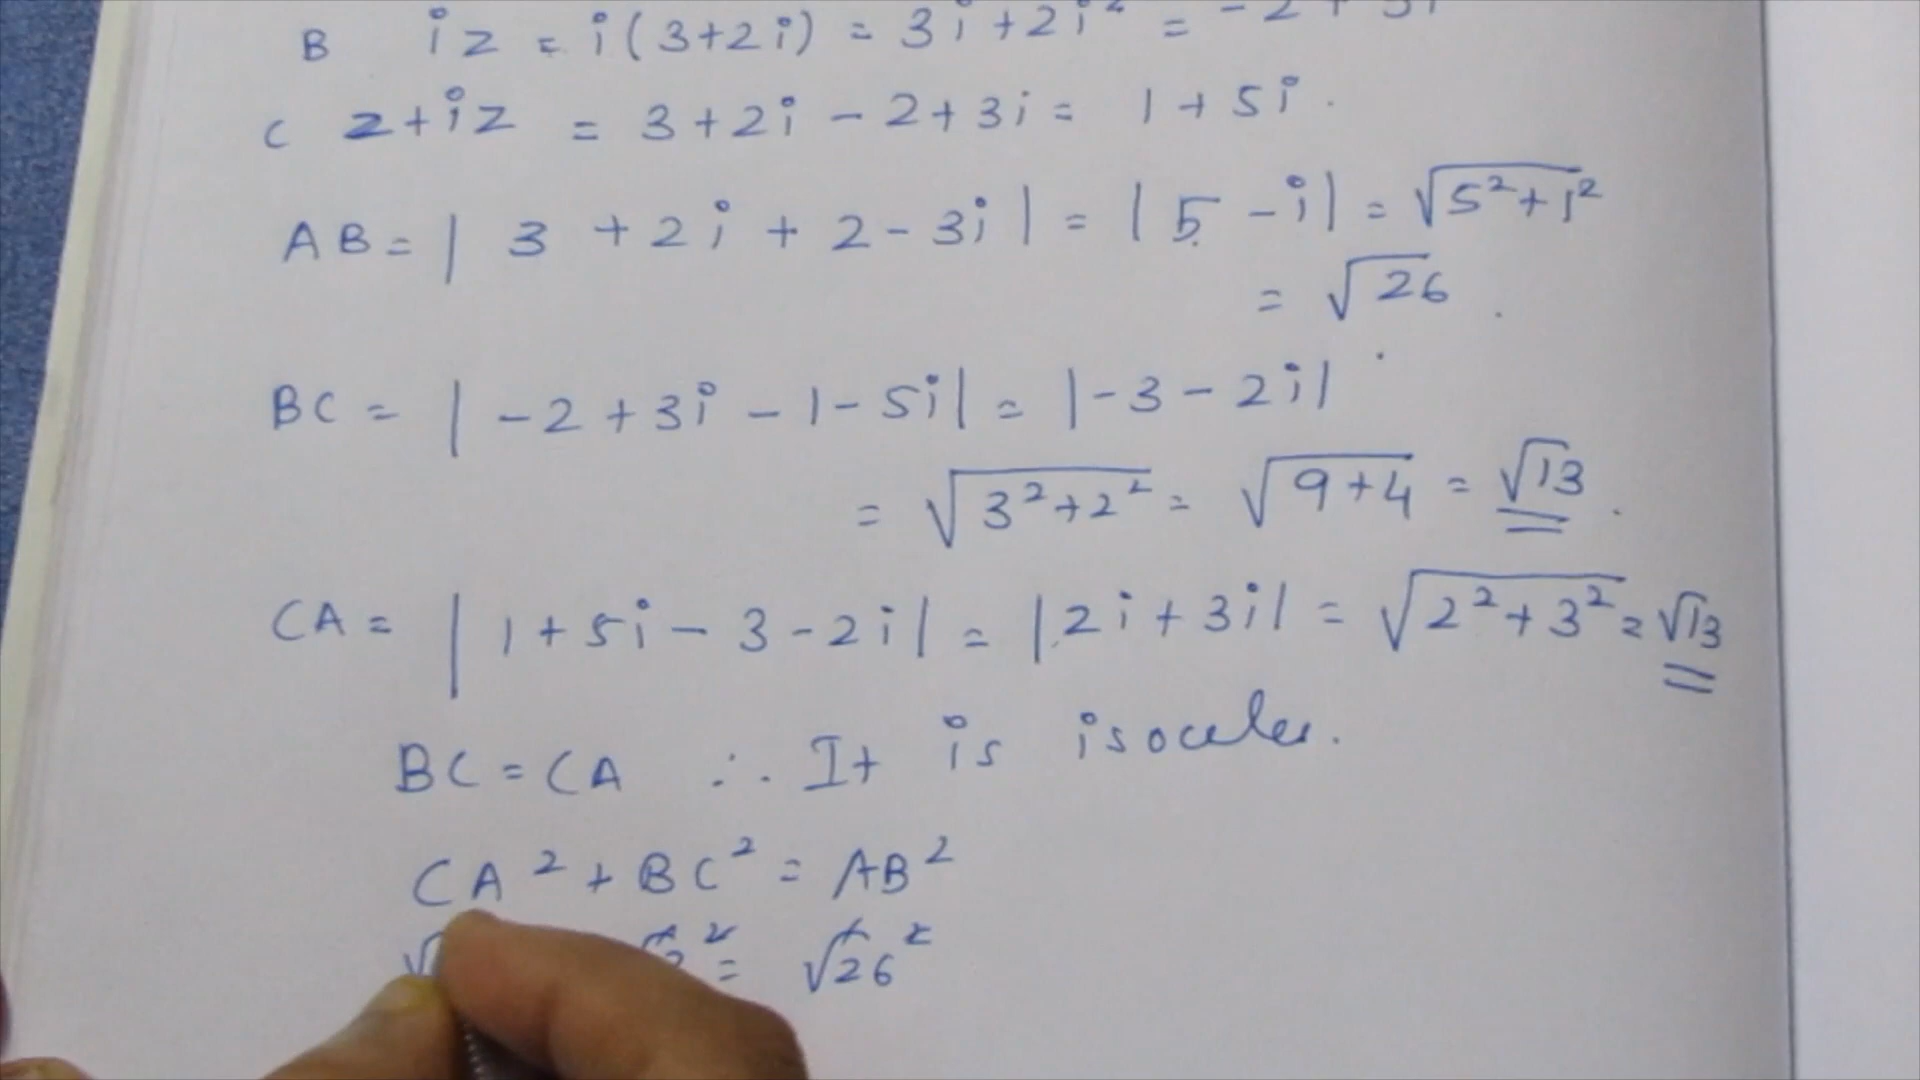 B iz = i(3+2i) = 3i+2i² = -2+3i
C z+iz = 3+2i-2+3i = 1+5i.
AB = |3+2i+2-3i| = |5-i| = √5²+1²
= √26.
BC = |-2+3i-1-5i| = |-3-2i|
= √3²+2² = √9+4 = √13.
CA = |1+5i-3-2i| = |2i+3i| = √2²+3² = √13
BC = CA ∴ It is isoceles.
CA²+BC² = AB²
² = √26²